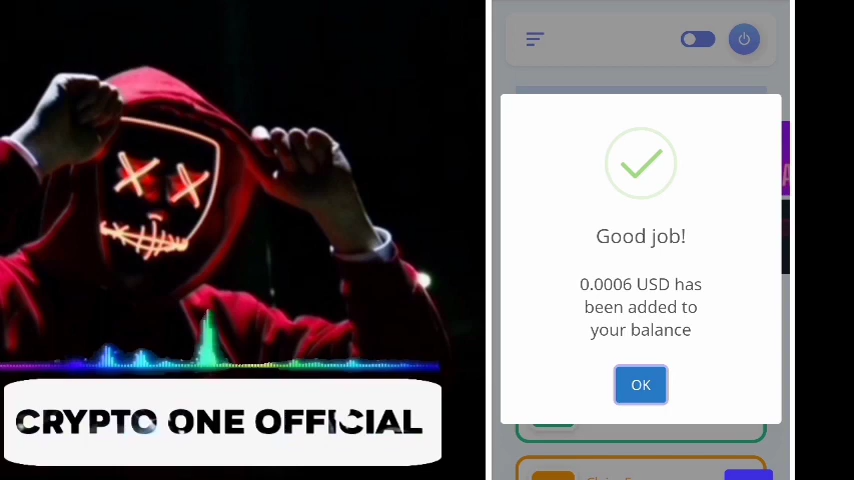 CRYPTO ONE OFFICIAL
Good job!
0.0006 USD has
been added to
your balance
OK